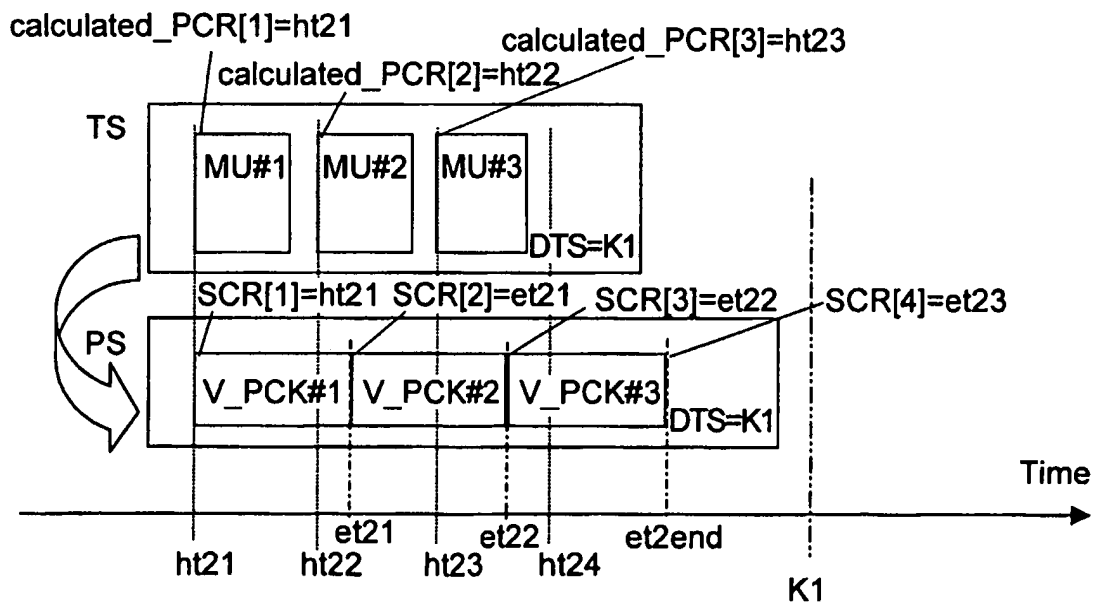 calculated_PCR[1]=ht21
calculated_PCR[3]=ht23
calculated_PCR[2]=ht22
TS
MU#1 MU#2 MU#3
DTS=K1
SCR[1]=ht21 SCR[2]=et21 SCR[3]=et22 SCR[4]=et23
PS
V_PCK#1 V_PCK#2 V_PCK#3
DTS=K1
Time
et21 et22 et2end
ht21 ht22 ht23 ht24
K1